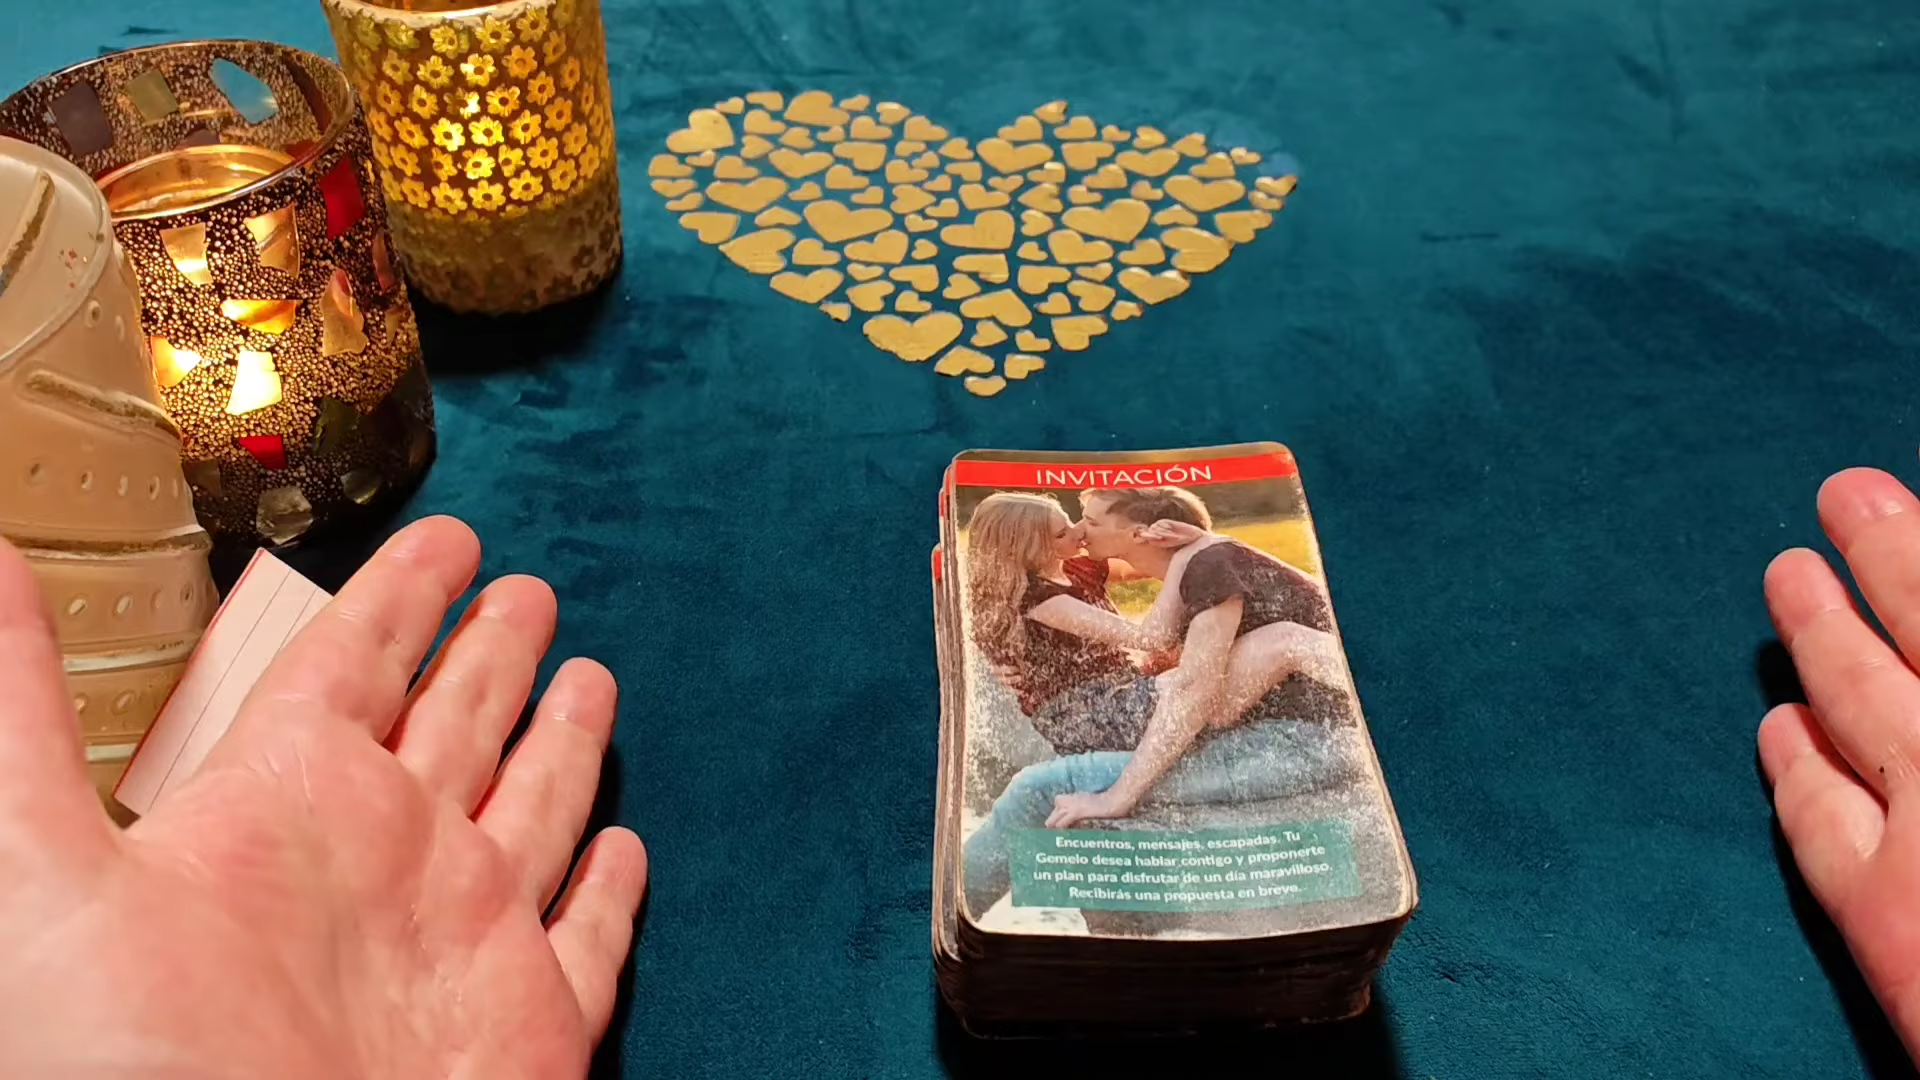 INVITACIÓN
Encuentros, mensajes, escapadas. Tu
Gemelo desea hablar contigo y proponerte
un plan para disfrutar de un día maravilloso.
Recibirás una propuesta en breve.